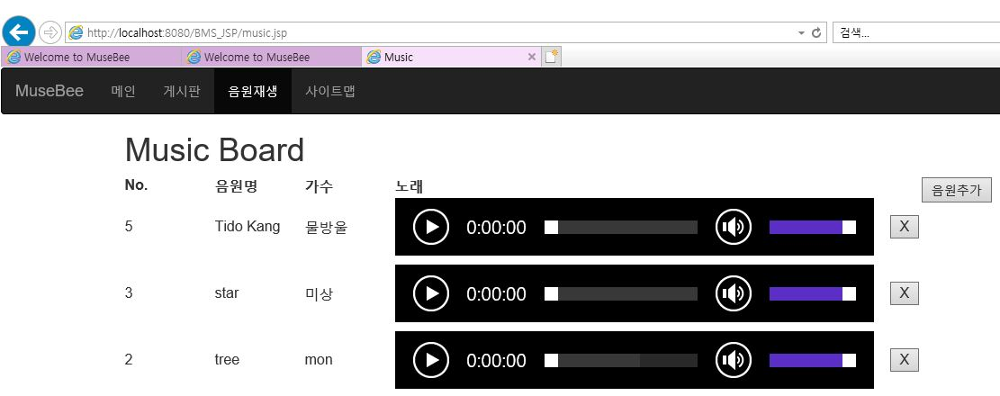 http://localhost:8080/BMS_JSP/music.jsp 검색...
Welcome to MuseBee Welcome to MuseBee Music
MuseBee 메인 게시판 음원재생 사이트맵
Music Board
No. 음원명 가수 노래 음원추가
5 Tido Kang 물방울 0:00:00 X
3 star 미상 0:00:00 X
2 tree mon 0:00:00 X